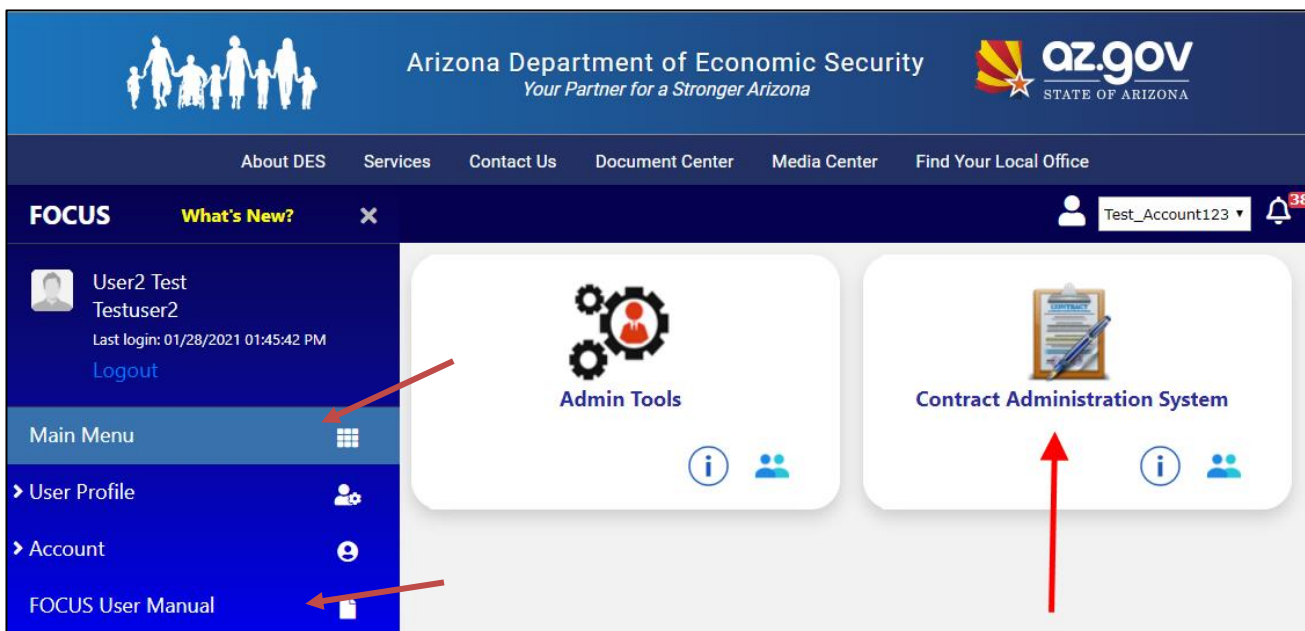 Arizona Department of Economic Security
Your Partner for a Stronger Arizona
az.gov
STATE OF ARIZONA
About DES Services Contact Us Document Center Media Center Find Your Local Office
FOCUS What's New? ×
Test_Account123
38
User2 Test
Testuser2
Last login: 01/28/2021 01:45:42 PM
Logout
Main Menu
User Profile
Account
FOCUS User Manual
Admin Tools
i
CONTRACT
Contract Administration System
i